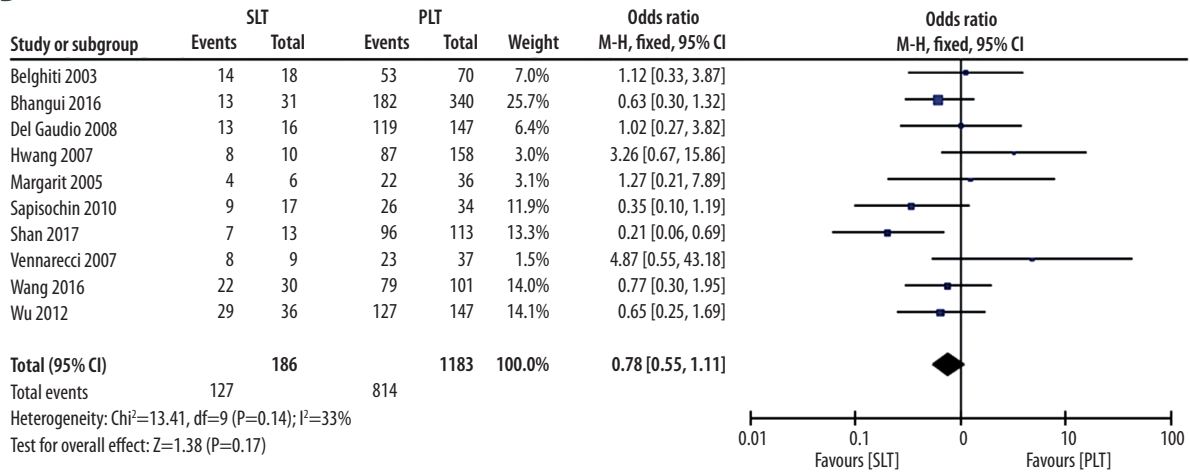 SLT PLT Odds ratio Odds ratio
Study or subgroup Events Total Events Total Weight M-H, fixed, 95% CI M-H, fixed, 95% CI
Belghiti 2003 14 18 53 70 7.0% 1.12 [0.33, 3.87]
Bhangui 2016 13 31 182 340 25.7% 0.63 [0.30, 1.32]
Del Gaudio 2008 13 16 119 147 6.4% 1.02 [0.27, 3.82]
Hwang 2007 8 10 87 158 3.0% 3.26 [0.67, 15.86]
Margarit 2005 4 6 22 36 3.1% 1.27 [0.21, 7.89]
Sapisochin 2010 9 17 26 34 11.9% 0.35 [0.10, 1.19]
Shan 2017 7 13 96 113 13.3% 0.21 [0.06, 0.69]
Vennarecci 2007 8 9 23 37 1.5% 4.87 [0.55, 43.18]
Wang 2016 22 30 79 101 14.0% 0.77 [0.30, 1.95]
Wu 2012 29 36 127 147 14.1% 0.65 [0.25, 1.69]
Total (95% CI) 186 1183 100.0% 0.78 [0.55, 1.11]
Total events 127 814
Heterogeneity: Chi²=13.41, df=9 (P=0.14); I²=33%
Test for overall effect: Z=1.38 (P=0.17)
0.01 0.1 0 10 100
Favours [SLT] Favours [PLT]